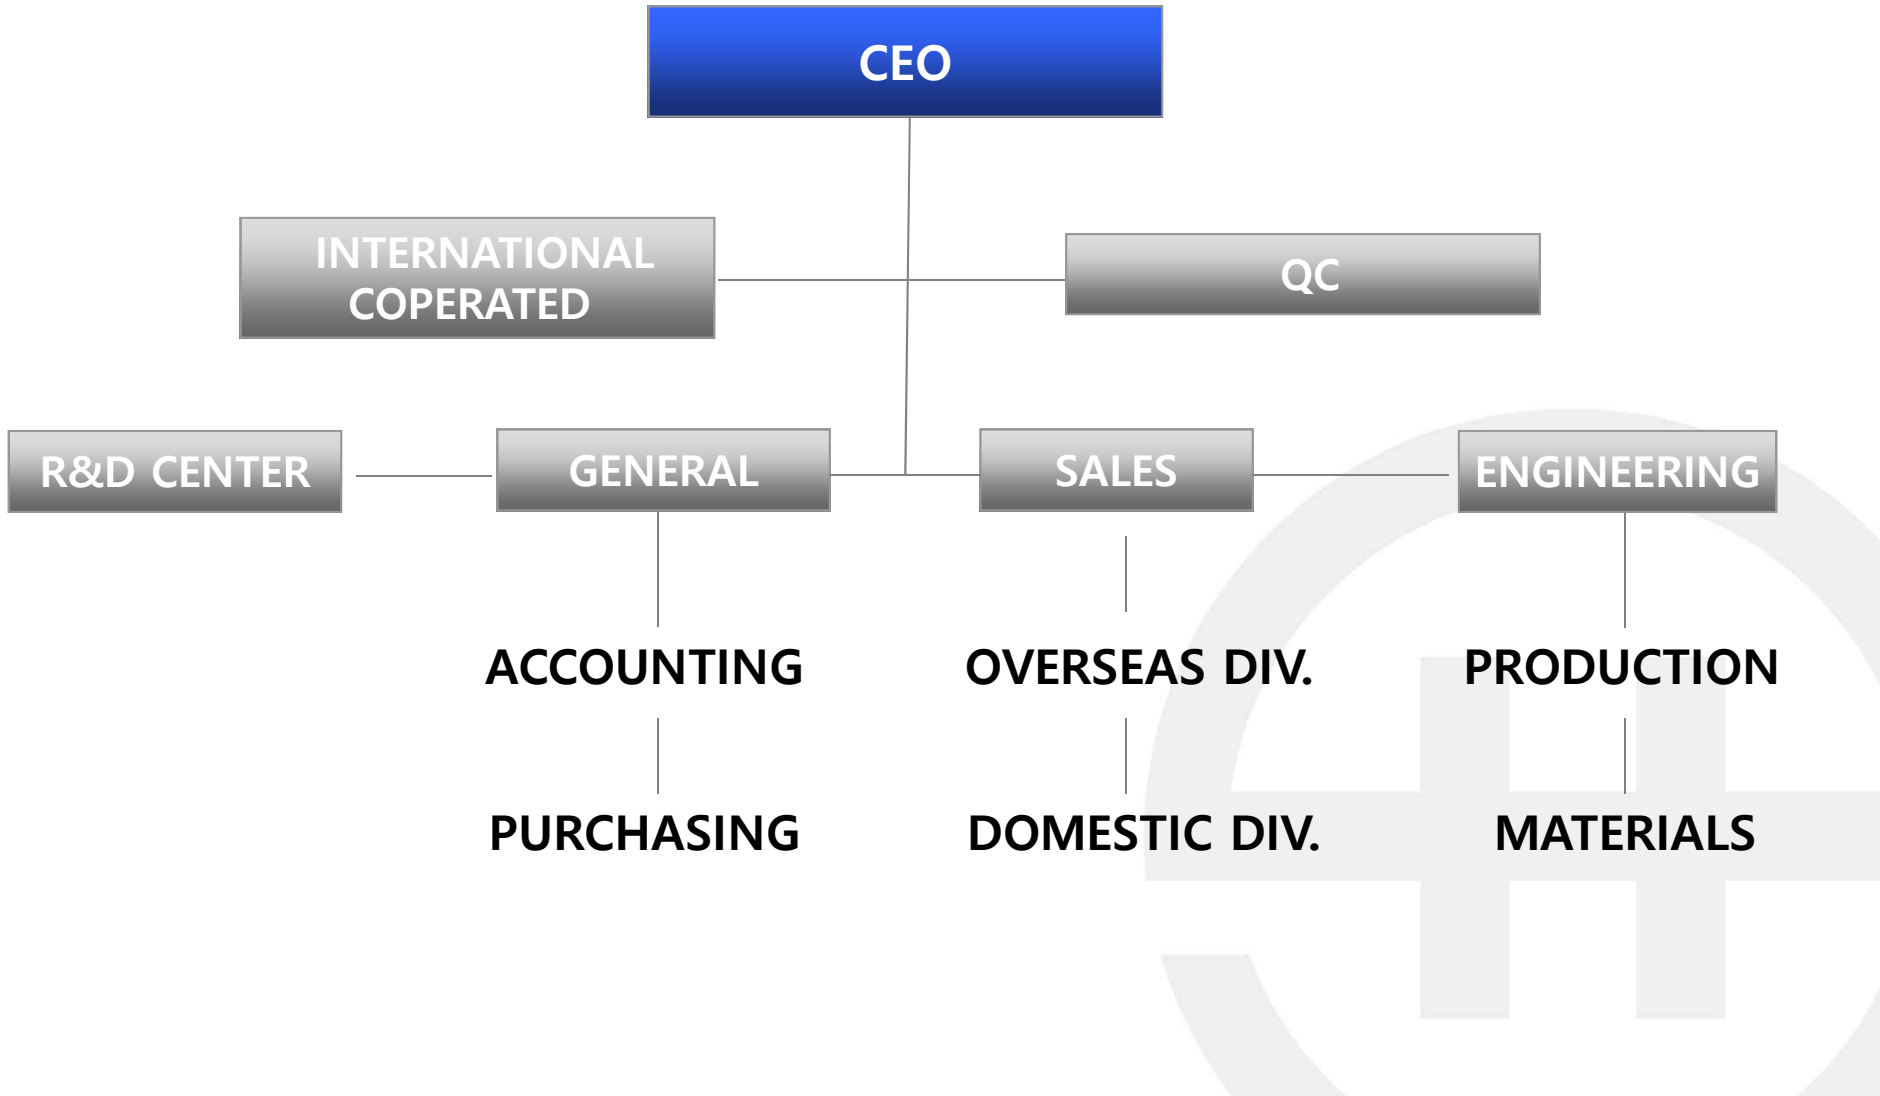 CEO
INTERNATIONAL
COPERATED
QC
R&D CENTER
GENERAL
SALES
ENGINEERING
ACCOUNTING
OVERSEAS DIV.
PRODUCTION
PURCHASING
DOMESTIC DIV.
MATERIALS